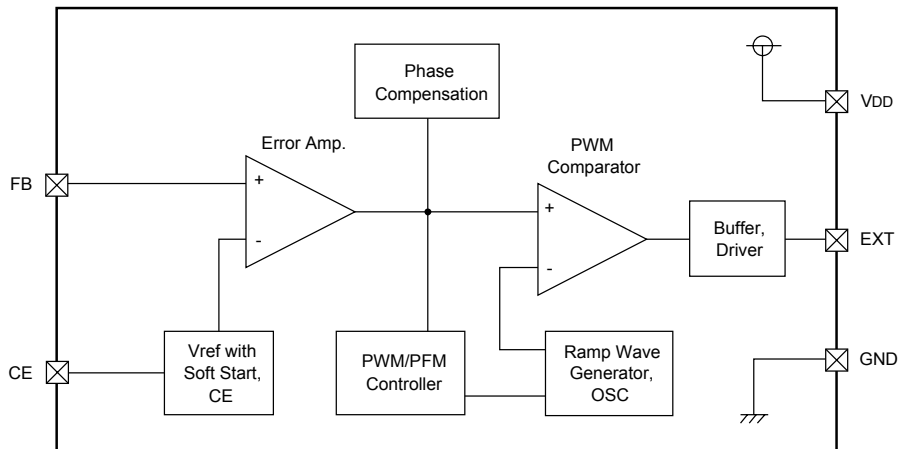 Phase
Compensation
VDD
Error Amp.
PWM
Comparator
FB
+
-
+
-
Buffer,
Driver
EXT
CE
Vref with
Soft Start,
CE
PWM/PFM
Controller
Ramp Wave
Generator,
OSC
GND